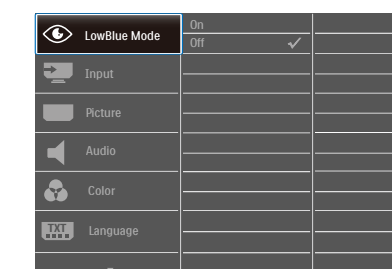 LowBlue Mode
On
Off
Input
Picture
Audio
Color
TXT
Language